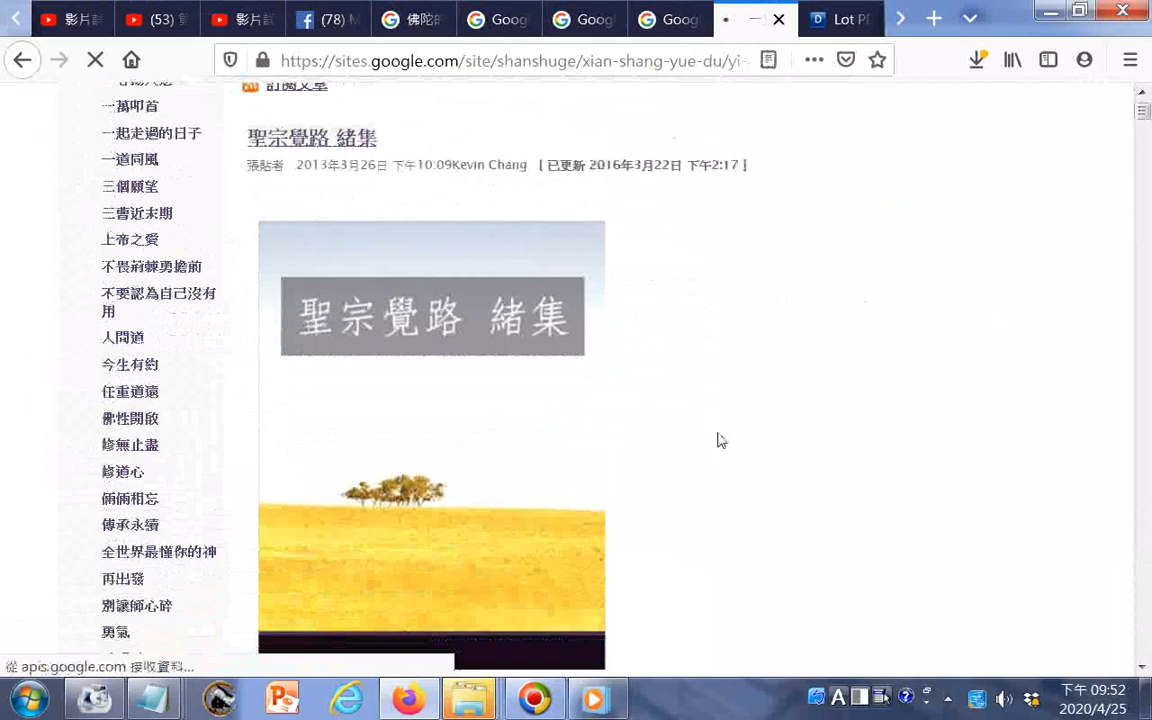 影片説
(53) 
影片説
(78) M
佛陀的
Goog
Goog
Goog
Lot PD
https://sites.google.com/site/shanshuge/xian-shang-yue-du/yi-
訂閱文章
一萬叩首
一起走過的日子
一道同風
三個願望
三曹近末期
上帝之愛
不畏荊棘勇擔前
不要認為自己沒有
用
人間道
今生有約
任重道遠
佛性開啟
修無止盡
修道心
倆倆相忘
傳承永續
全世界最懂你的神
再出發
別讓師心碎
勇氣
聖宗覺路 緒集
張貼者 2013年3月26日 下午10:09Kevin Chang [ 已更新 2016年3月22日 下午2:17 ]
聖宗覺路 緒集
從 apis.google.com 接收資料...
下午 09:52
2020/4/25